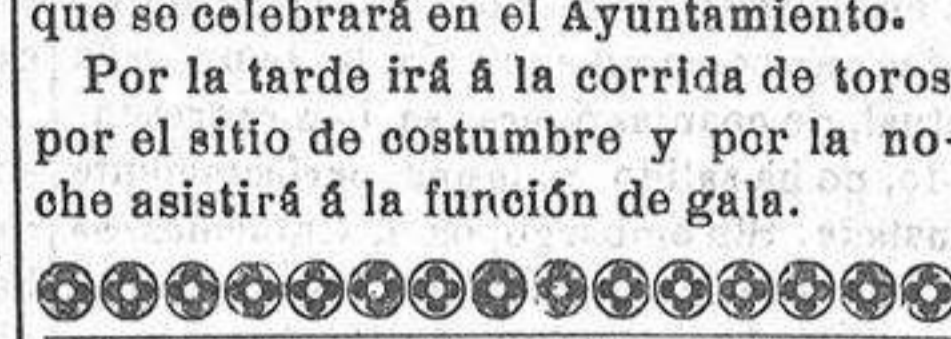 que se celebrará en el Ayuntamiento.
Por la tarde irá á la corrida de toros
por el sitio de costumbre y por la no-
che asistirá á la función de gala.